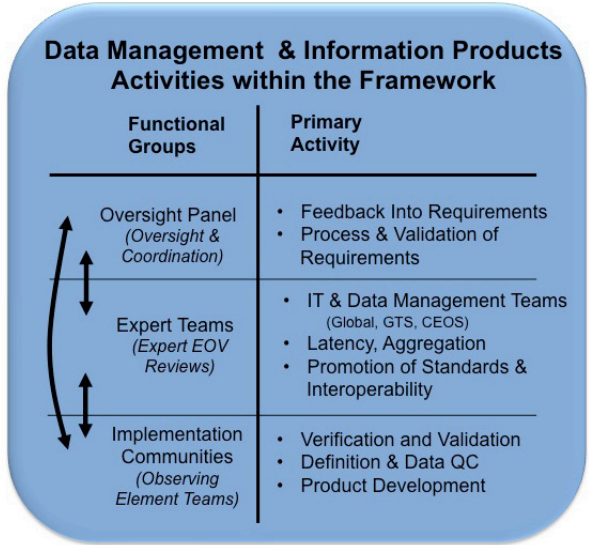 Data Management & Information Products
Activities within the Framework
Functional
Groups
Primary
Activity
Oversight Panel
(Oversight &
Coordination)
• Feedback Into Requirements
• Process & Validation of
Requirements
Expert Teams
(Expert EOV
Reviews)
• IT & Data Management Teams
(Global, GTS, CEOS)
• Latency, Aggregation
• Promotion of Standards &
Interoperability
Implementation
Communities
(Observing
Element Teams)
• Verification and Validation
• Definition & Data QC
• Product Development